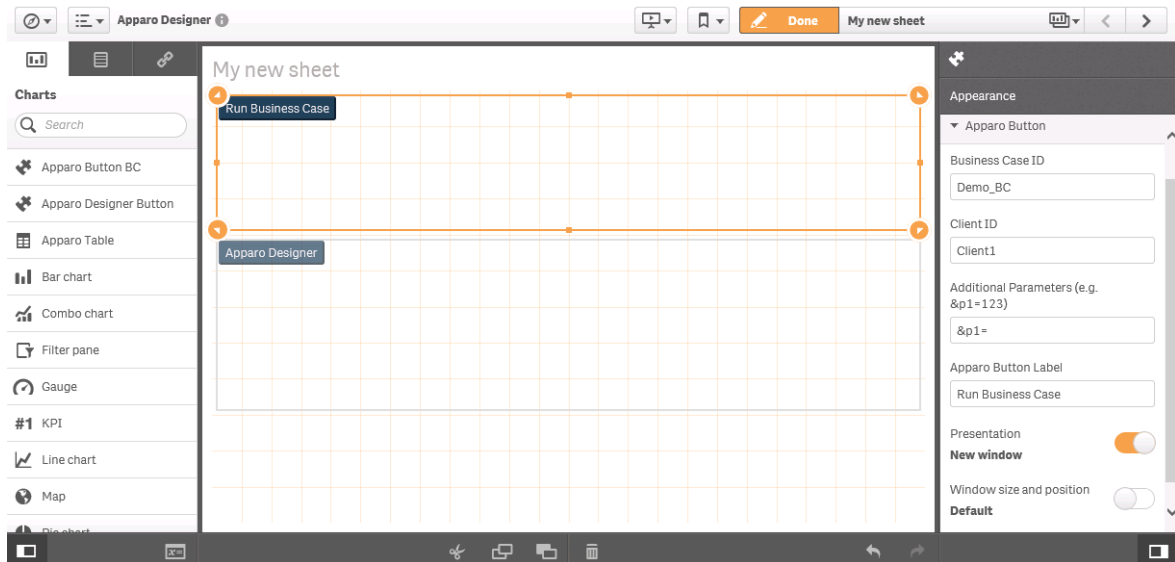 Apparo Designer
Done
My new sheet
Charts
Search
Apparo Button BC
Apparo Designer Button
Apparo Table
Bar chart
Combo chart
Filter pane
Gauge
#1 KPI
Line chart
Map
Pie chart
My new sheet
Run Business Case
Apparo Designer
Appearance
Apparo Button
Business Case ID
Demo_BC
Client ID
Client1
Additional Parameters (e.g.
&p1=123)
&p1=
Apparo Button Label
Run Business Case
Presentation
New window
Window size and position
Default